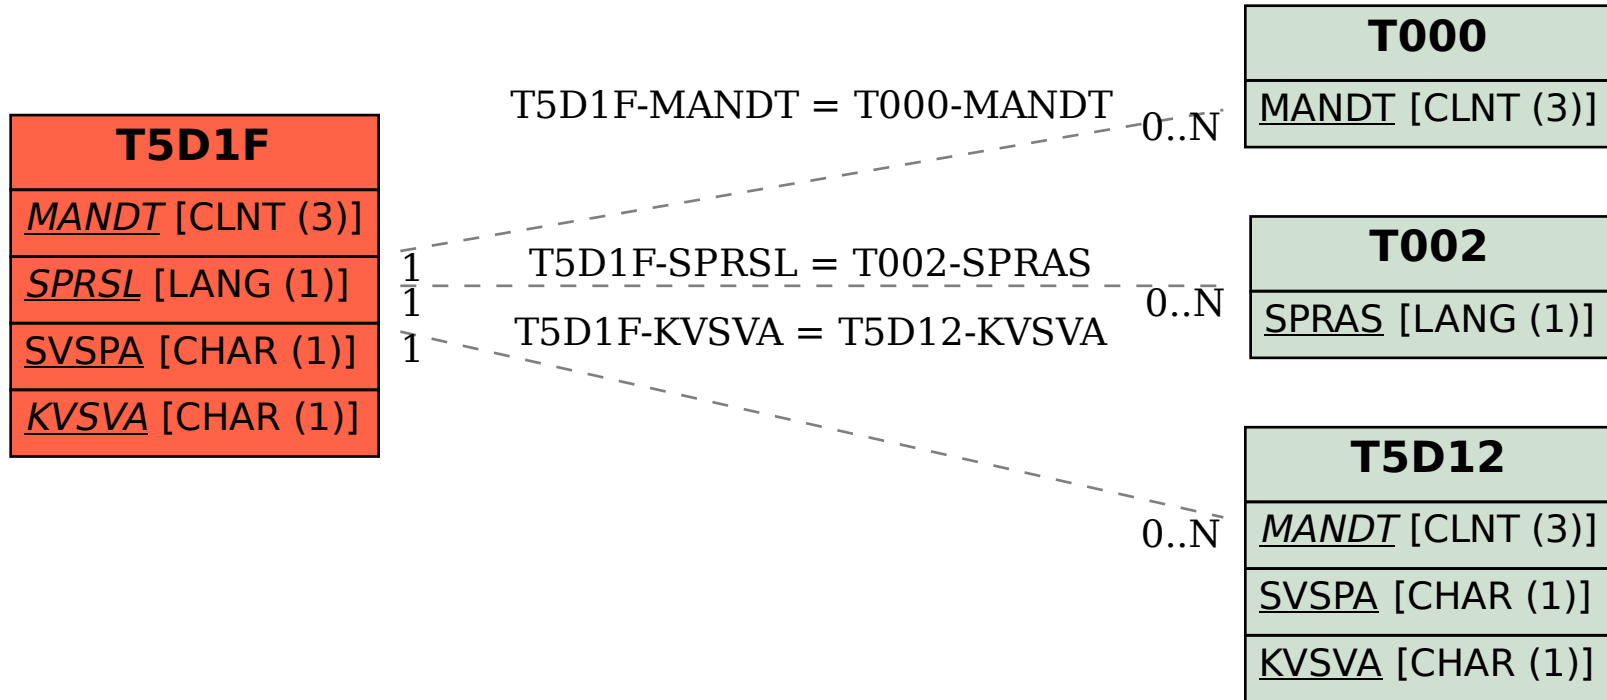 T5D1F
MANDT [CLNT (3)]
SPRSL [LANG (1)]
SVSPA [CHAR (1)]
KVSVA [CHAR (1)]
T5D1F-MANDT = T000-MANDT
1
0..N
T5D1F-SPRSL = T002-SPRAS
1
0..N
T5D1F-KVSVA = T5D12-KVSVA
1
0..N
T000
MANDT [CLNT (3)]
T002
SPRAS [LANG (1)]
T5D12
MANDT [CLNT (3)]
SVSPA [CHAR (1)]
KVSVA [CHAR (1)]